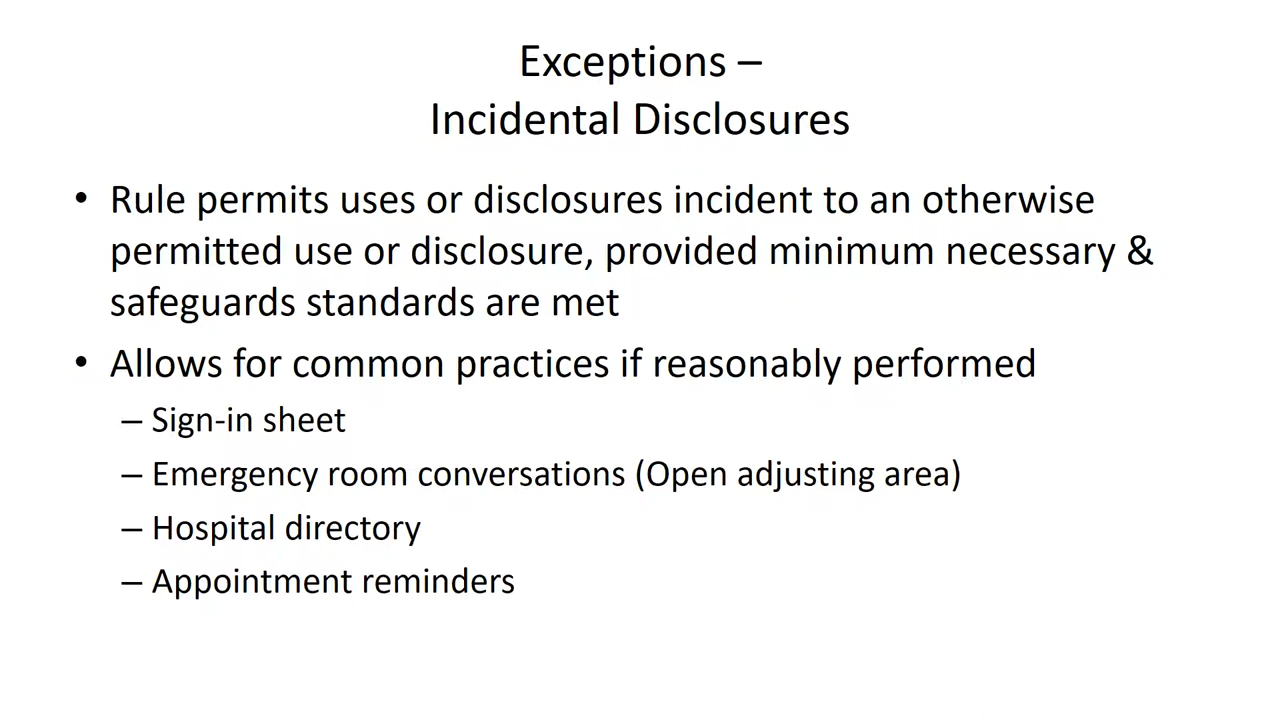 Exceptions –
Incidental Disclosures
• Rule permits uses or disclosures incident to an otherwise
permitted use or disclosure, provided minimum necessary &
safeguards standards are met
• Allows for common practices if reasonably performed
– Sign-in sheet
– Emergency room conversations (Open adjusting area)
– Hospital directory
– Appointment reminders